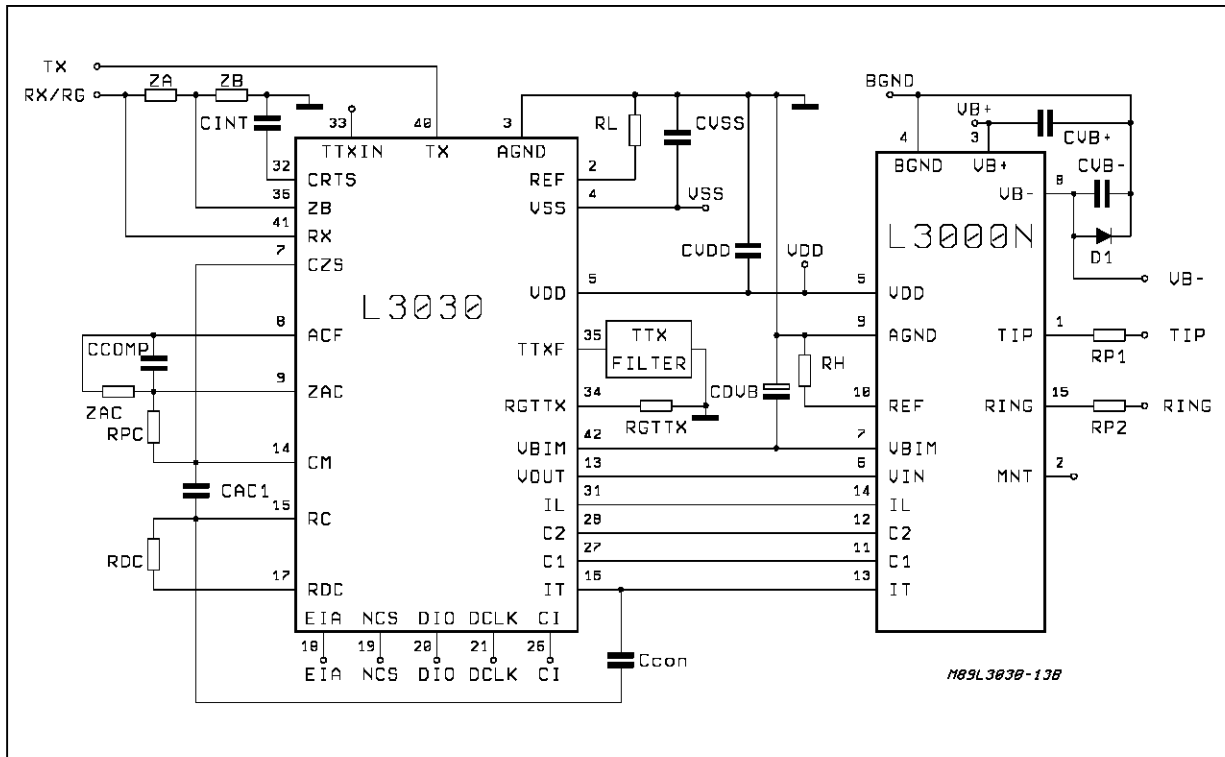 TX
RX/RG
ZA
ZB
CINT
33
40
3
TTXIN
TX
AGND
RL
CVSS
32
CRTS
36
ZB
41
RX
7
CZS
REF
2
VSS
4
VSS
L3030
CVDD
VDD
VDD
5
8
ACF
CCOMP
9
ZAC
ZAC
RPC
14
CM
CAC1
15
RC
RDC
17
RDC
TTXF
35
TTX
FILTER
RGTTX
34
RGTTX
VBIM
42
VOUT
13
IL
31
C2
28
C1
27
IT
16
CDVB
RH
EIA NCS DIO DCLK CI
18 19 20 21 26
EIA NCS DIO DCLK CI
Ccon
BGND
VB+
4
3
CVB+
BGND
VB+
CVB-
8
VB-
D1
VB-
L3000N
5
VDD
9
AGND
10
REF
7
VBIM
6
VIN
14
IL
12
C2
11
C1
13
IT
TIP
1
RP1
TIP
RING
15
RP2
RING
MNT
2
M89L3030-13B